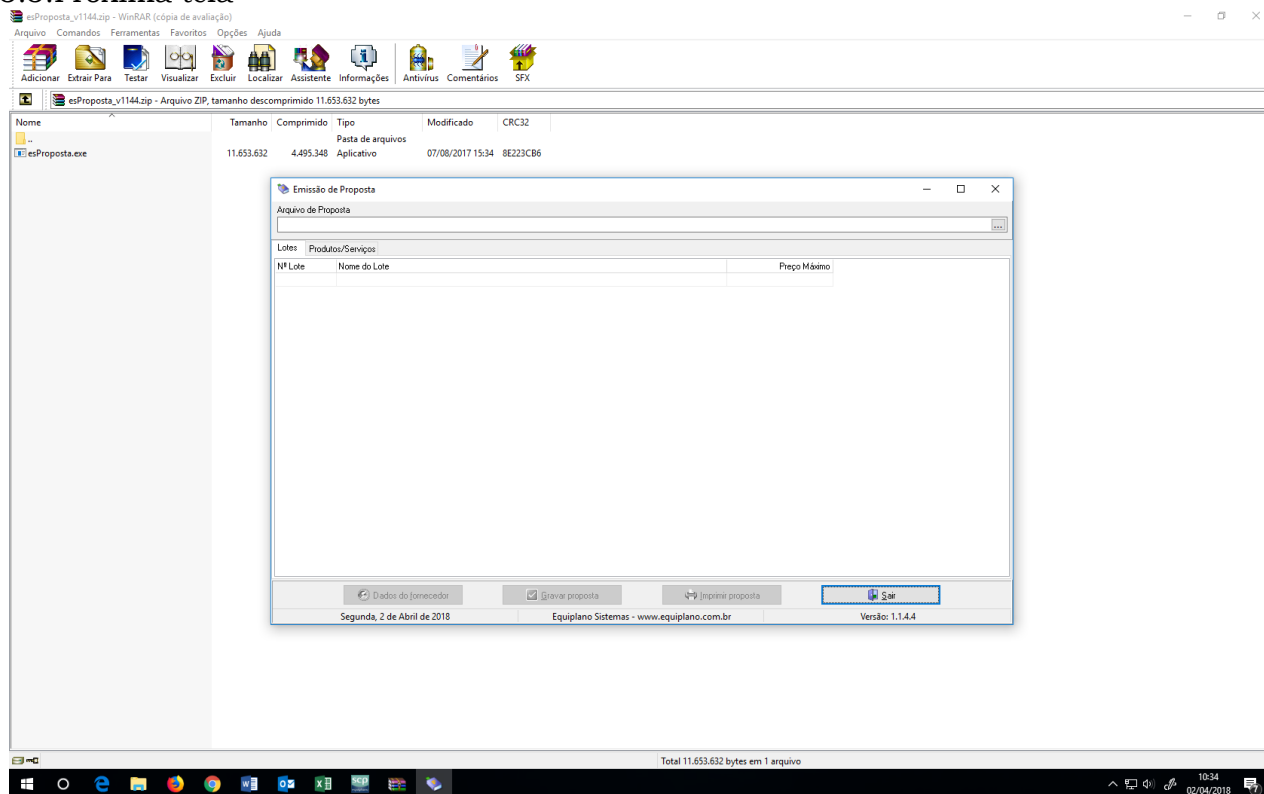 esProposta_v1144.zip - WinRAR (cópia de avaliação)
Arquivo Comandos Ferramentas Favoritos Opções Ajuda
Adicionar Extrair Para Testar Visualizar Excluir Localizar Assistente Informações Antivírus Comentários SFX
esProposta_v1144.zip - Arquivo ZIP, tamanho descomprimido 11.653.632 bytes
Nome Tamanho Comprimido Tipo Modificado CRC32
.. Pasta de arquivos
esProposta.exe 11.653.632 4.495.348 Aplicativo 07/08/2017 15:34 8E223CB6
Emissão de Proposta
Arquivo de Proposta
...
Lotes Produtos/Serviços
Nº Lote Nome do Lote Preço Máximo
Dados do fornecedor Gravar proposta Imprimir proposta Sair
Segunda, 2 de Abril de 2018 Equiplano Sistemas - www.equiplano.com.br Versão: 1.1.4.4
Total 11.653.632 bytes em 1 arquivo
scp
10:34
02/04/2018